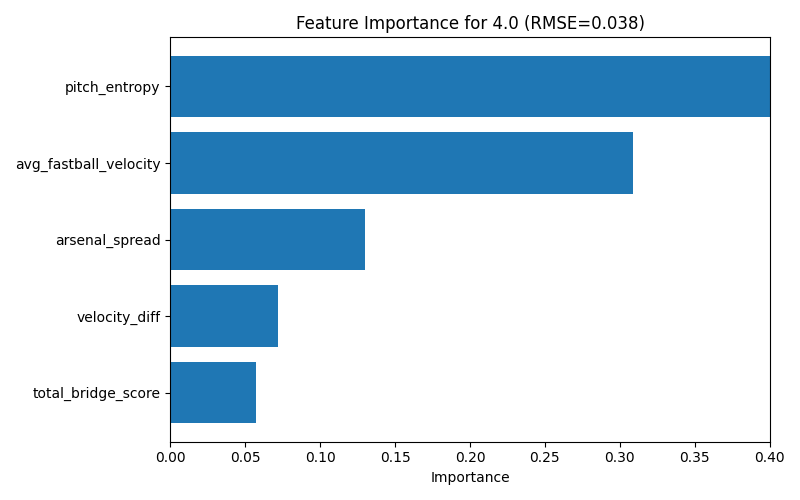 Feature Importance for 4.0 (RMSE=0.038)
pitch_entropy
avg_fastball_velocity
arsenal_spread
velocity_diff
total_bridge_score
0.00 0.05 0.10 0.15 0.20 0.25 0.30 0.35 0.40
Importance